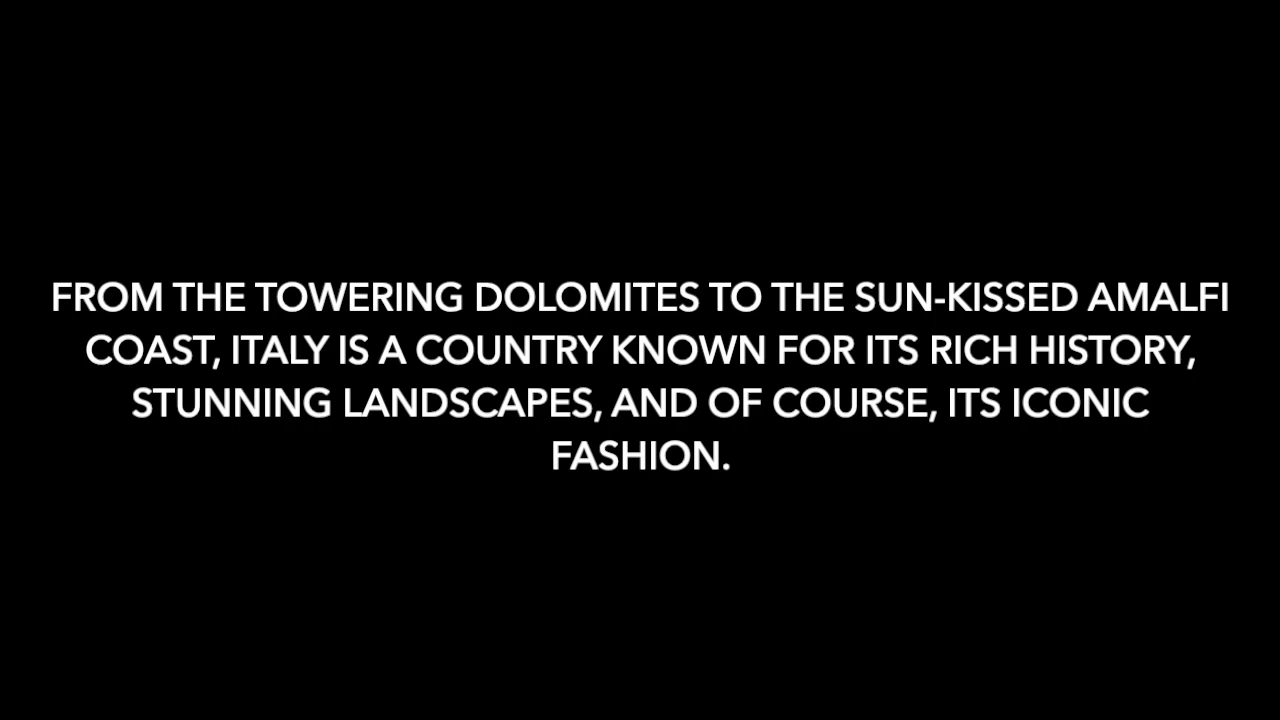 FROM THE TOWERING DOLOMITES TO THE SUN-KISSED AMALFI
COAST, ITALY IS A COUNTRY KNOWN FOR ITS RICH HISTORY,
STUNNING LANDSCAPES, AND OF COURSE, ITS ICONIC
FASHION.